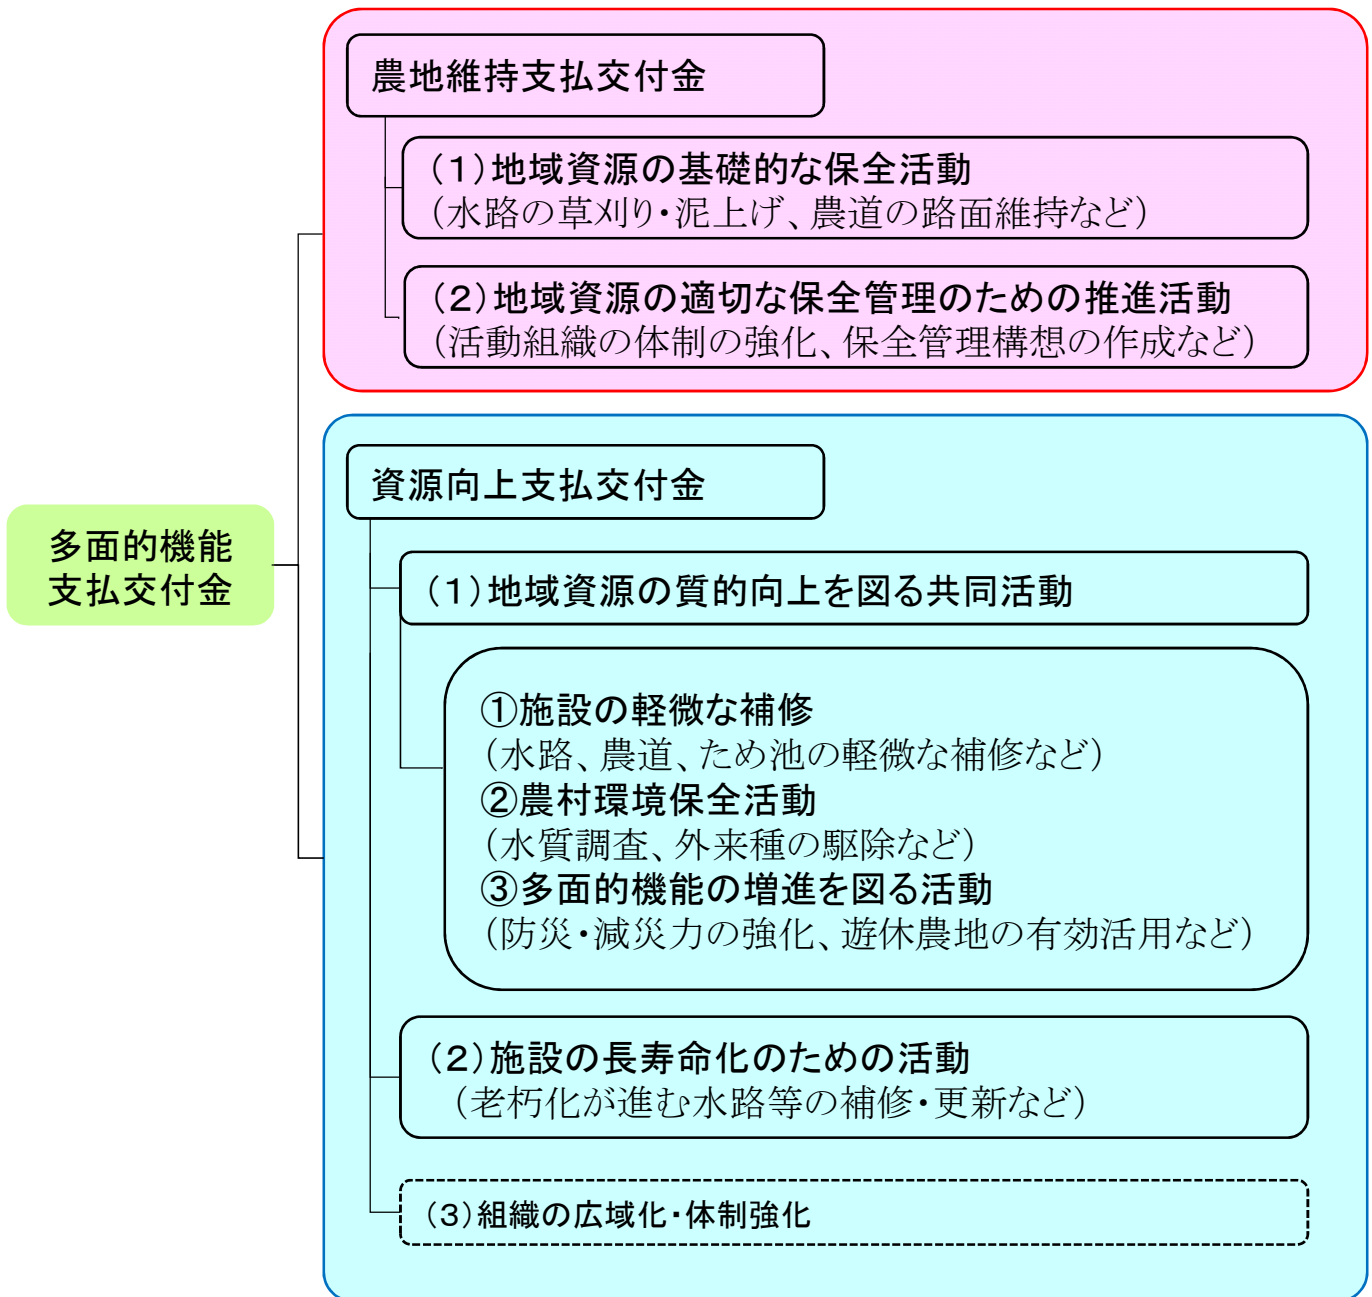 農地維持支払交付金
(1)地域資源の基礎的な保全活動
(水路の草刈り・泥上げ、農道の路面維持など)
(2)地域資源の適切な保全管理のための推進活動
(活動組織の体制の強化、保全管理構想の作成など)
多面的機能
支払交付金
資源向上支払交付金
(1)地域資源の質的向上を図る共同活動
①施設の軽微な補修
(水路、農道、ため池の軽微な補修など)
②農村環境保全活動
(水質調査、外来種の駆除など)
③多面的機能の増進を図る活動
(防災・減災力の強化、遊休農地の有効活用など)
(2)施設の長寿命化のための活動
(老朽化が進む水路等の補修・更新など)
(3)組織の広域化・体制強化